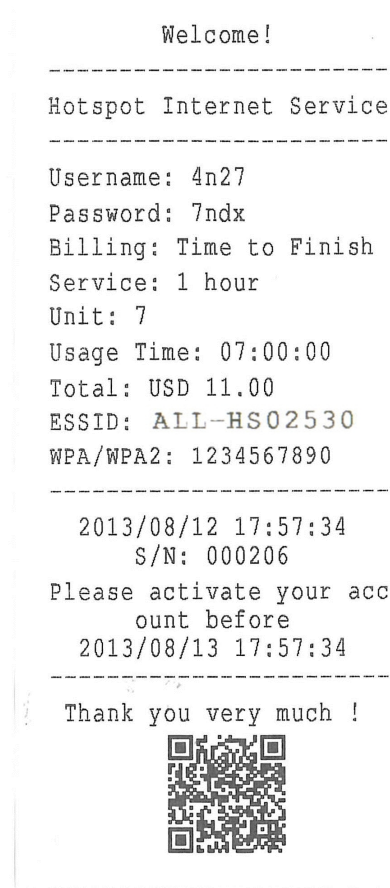 Welcome!
------------------------
Hotspot Internet Service
------------------------
Username: 4n27
Password: 7ndx
Billing: Time to Finish
Service: 1 hour
Unit: 7
Usage Time: 07:00:00
Total: USD 11.00
ESSID: ALL-HS02530
WPA/WPA2: 1234567890
------------------------
2013/08/12 17:57:34
S/N: 000206
Please activate your acc
ount before
2013/08/13 17:57:34
------------------------
Thank you very much !